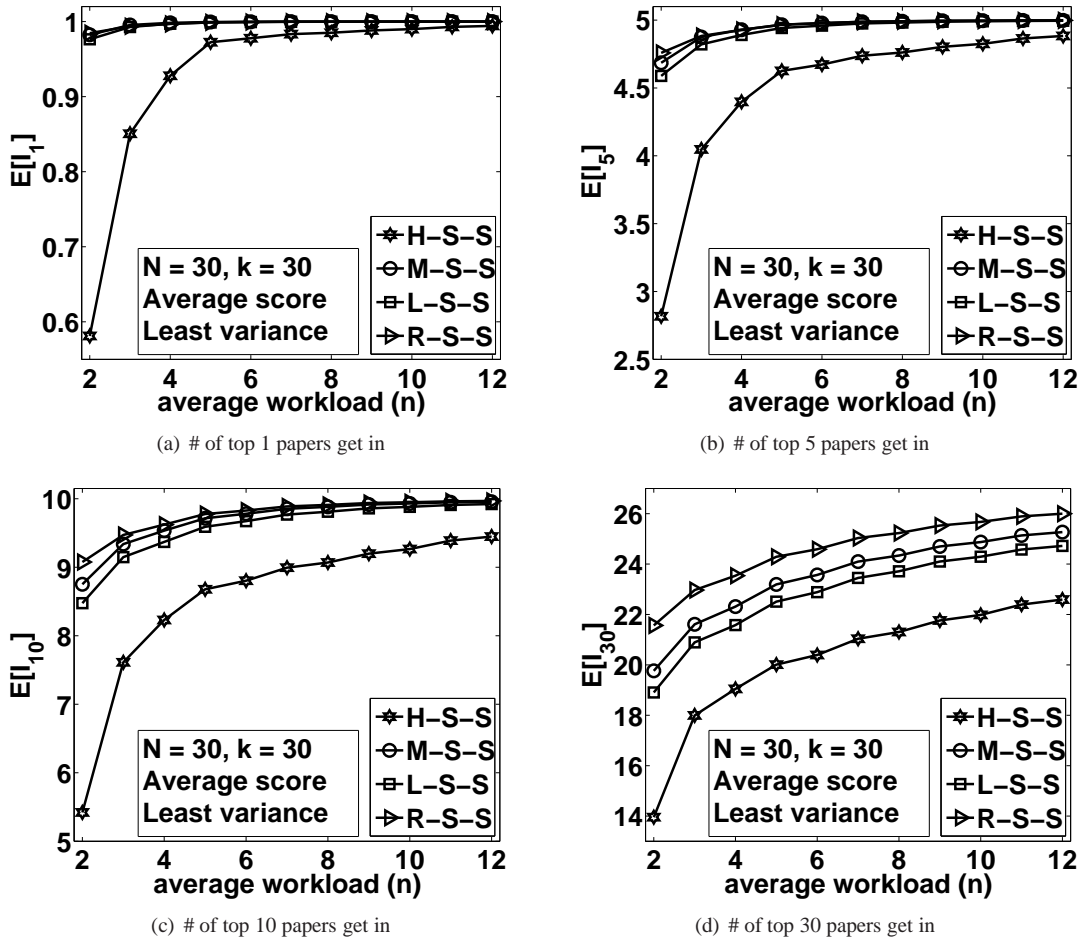 1
0.9
0.8
0.7
0.6
E[I_1]
N = 30, k = 30
Average score
Least variance
H-S-S
M-S-S
L-S-S
R-S-S
2 4 6 8 10 12
average workload (n)
(a) # of top 1 papers get in
5
4.5
4
3.5
3
2.5
E[I_5]
N = 30, k = 30
Average score
Least variance
H-S-S
M-S-S
L-S-S
R-S-S
2 4 6 8 10 12
average workload (n)
(b) # of top 5 papers get in
10
9
8
7
6
5
E[I_10]
N = 30, k = 30
Average score
Least variance
H-S-S
M-S-S
L-S-S
R-S-S
2 4 6 8 10 12
average workload (n)
(c) # of top 10 papers get in
26
24
22
20
18
16
14
E[I_30]
N = 30, k = 30
Average score
Least variance
H-S-S
M-S-S
L-S-S
R-S-S
2 4 6 8 10 12
average workload (n)
(d) # of top 30 papers get in